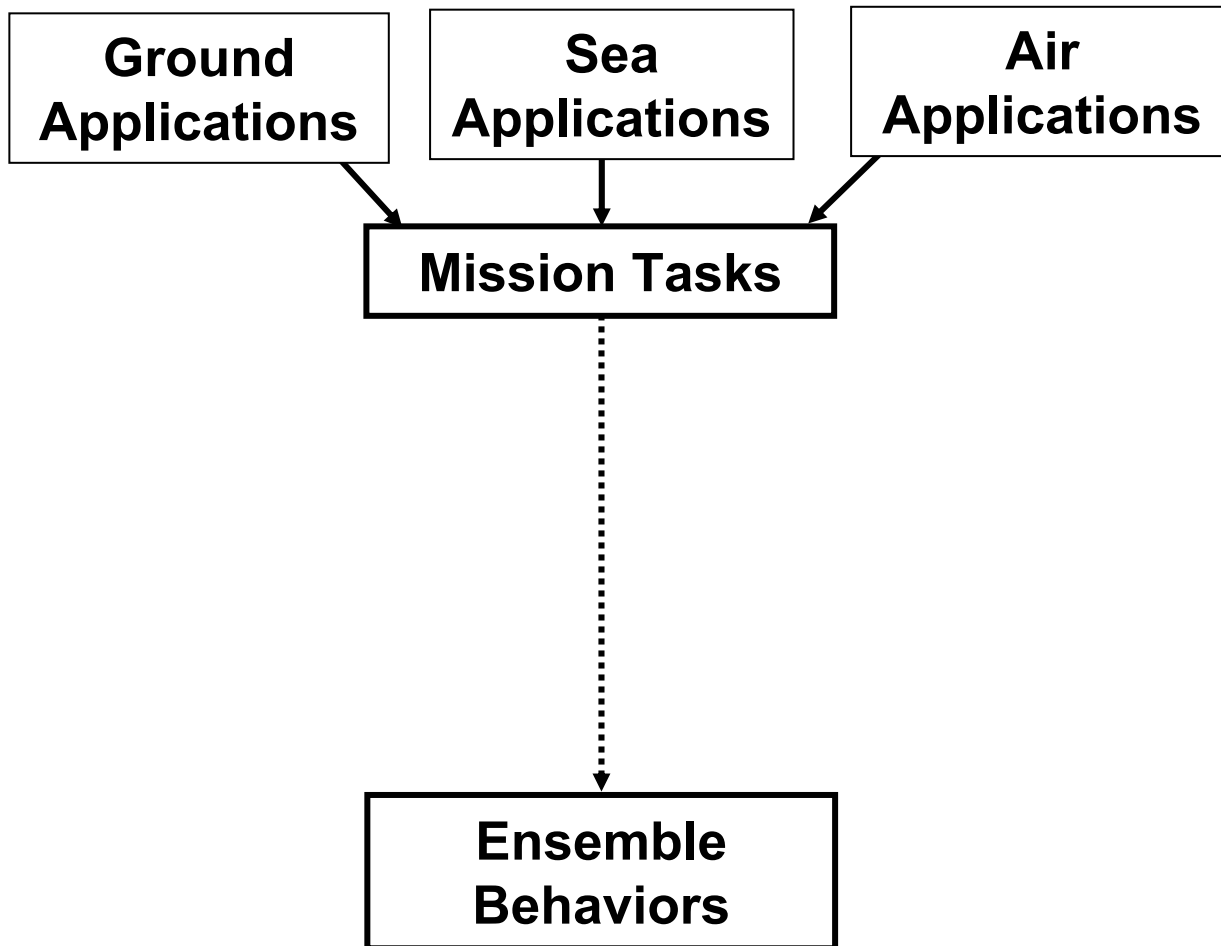 Ground
Applications
Sea
Applications
Air
Applications
Mission Tasks
Ensemble
Behaviors